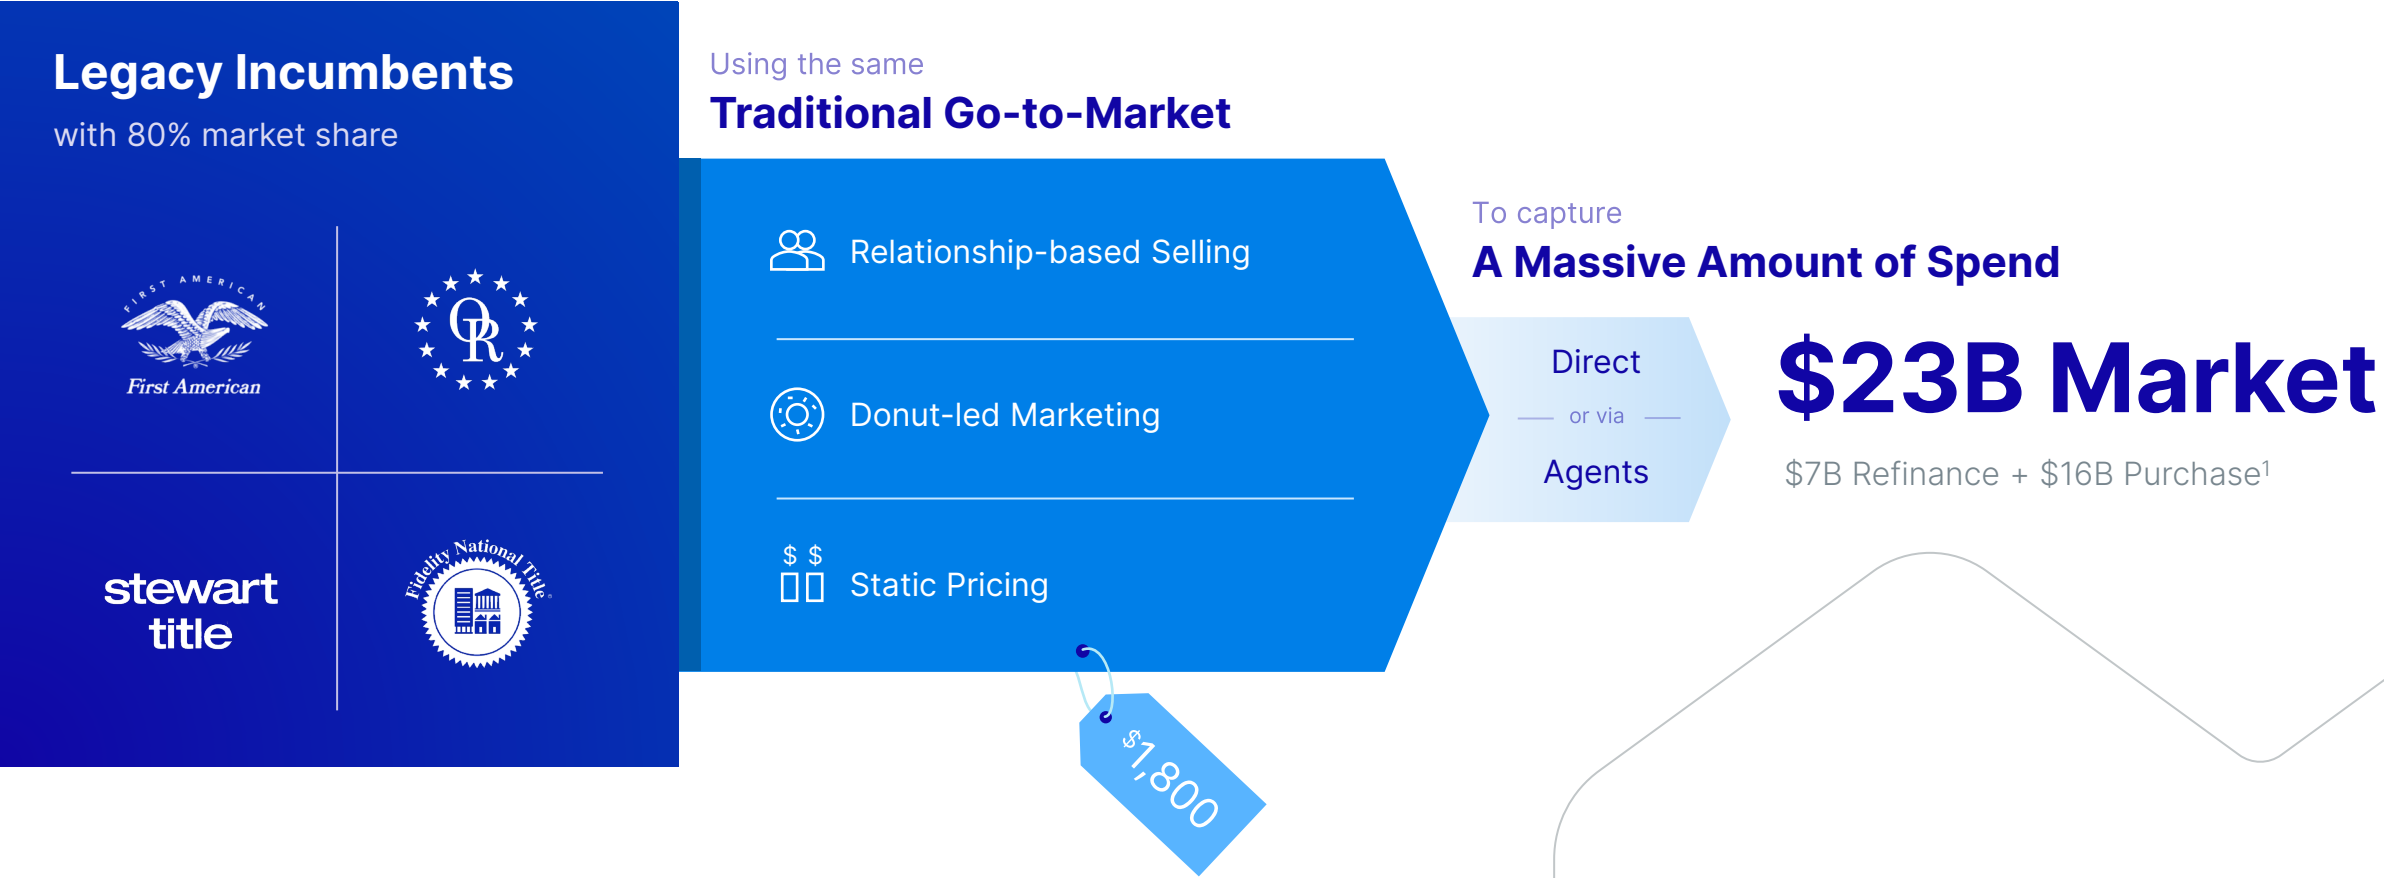 Legacy Incumbents
with 80% market share
FIRST AMERICAN
First American
OR
stewart
title
Fidelity National Title®
Using the same
Traditional Go-to-Market
Relationship-based Selling
Donut-led Marketing
$ $
Static Pricing
$1,800
To capture
A Massive Amount of Spend
Direct
or via
Agents
$23B Market
$7B Refinance + $16B Purchase¹